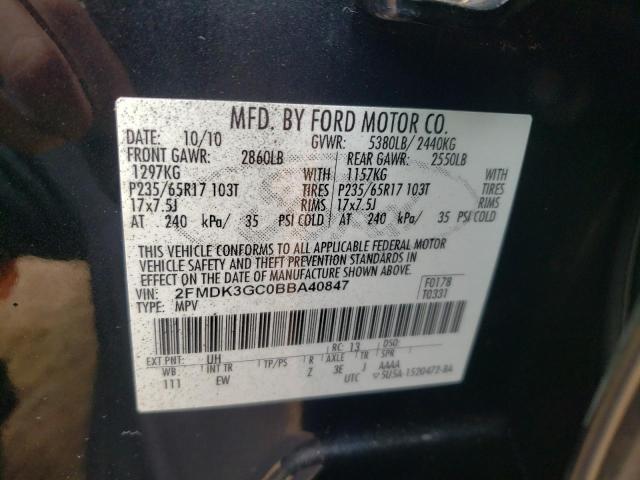 MFD. BY FORD MOTOR CO.
DATE: 10/10 GVWR: 5380LB/ 2440KG
FRONT GAWR: 2860LB REAR GAWR: 2550LB
1297KG WITH 1157KG WITH
P235/65R17 103T TIRES P235/65R17 103T TIRES
17x7.5J RIMS 17x7.5J RIMS
AT 240 kPa/ 35 PSI COLD AT 240 kPa/ 35 PSI COLD
THIS VEHICLE CONFORMS TO ALL APPLICABLE FEDERAL MOTOR
VEHICLE SAFETY AND THEFT PREVENTION STANDARDS IN
EFFECT ON THE DATE OF MANUFACTURE SHOWN ABOVE.
VIN: 2FMDK3GC0BBA40847 F0178
TYPE: MPV T0331
EXT PNT: UH RC: 13 DSO:
WB INT TR TP/PS R AXLE TR SPR
111 EW Z 3E J AAAA
UTC 5U5A-1520472-BA